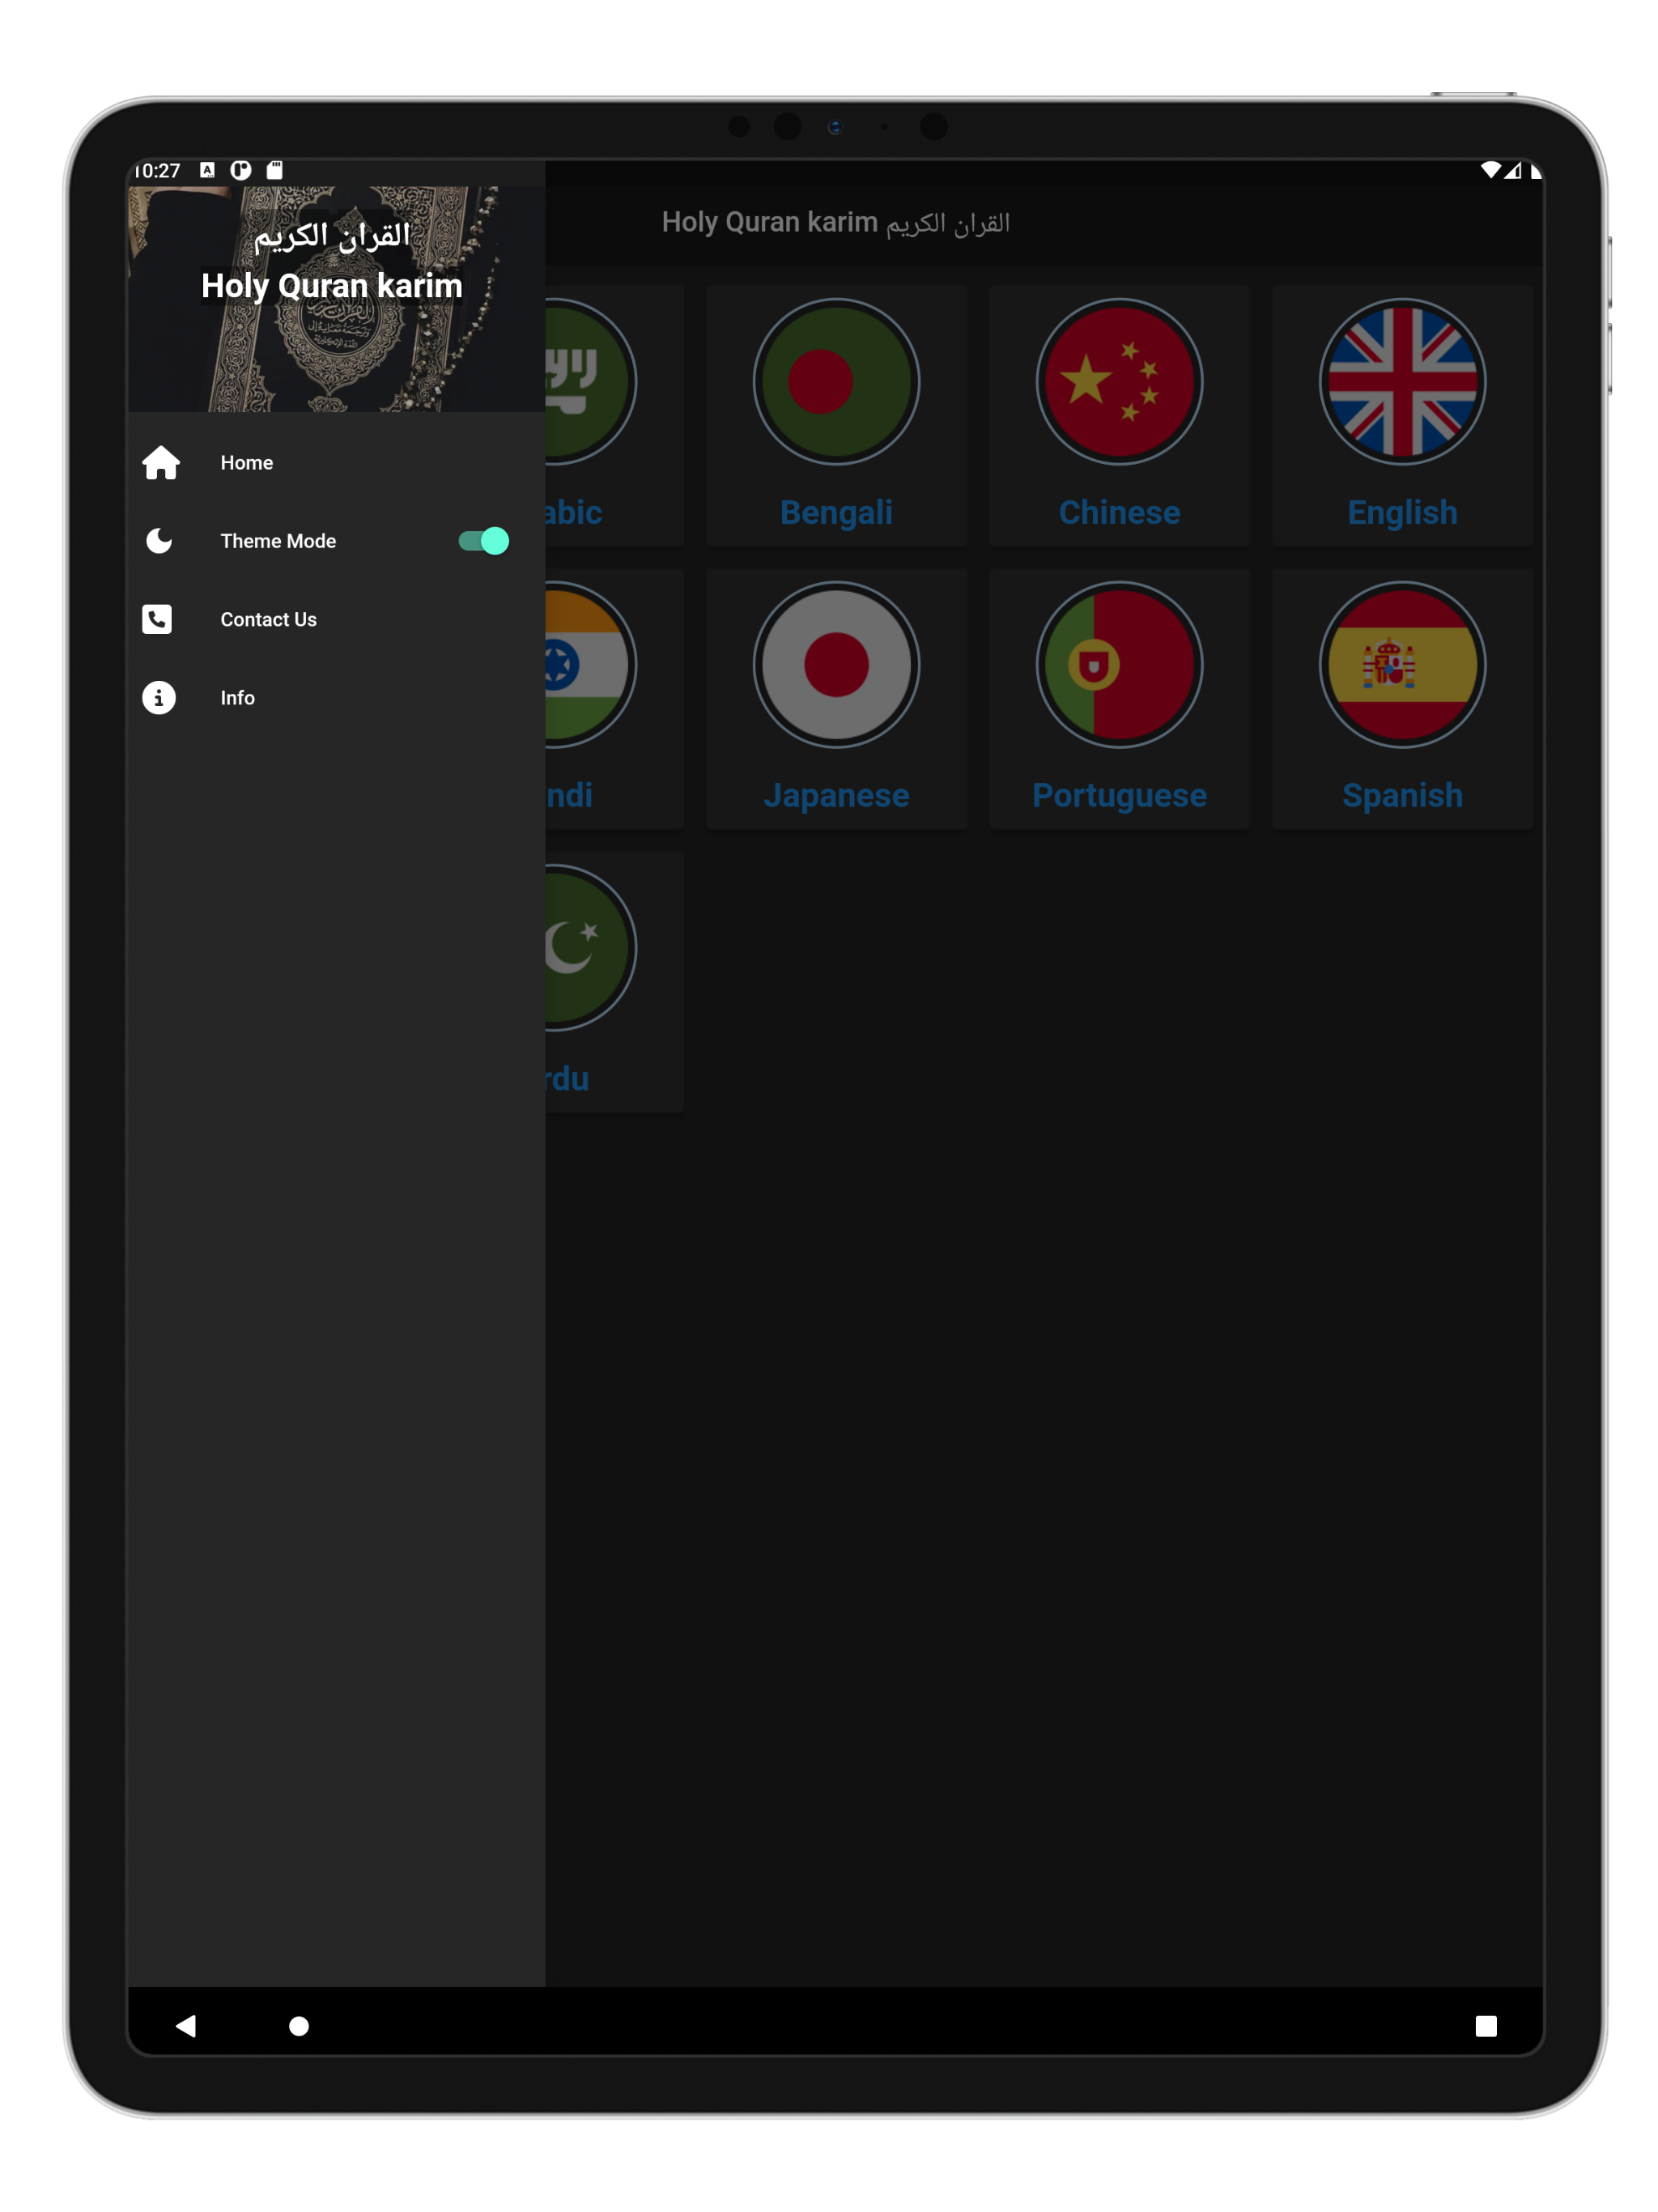 10:27
القران الكريم
Holy Quran karim
Holy Quran karim القران الكريم
Home
Theme Mode
Contact Us
Info
abic
Bengali
Chinese
English
ndi
Japanese
Portuguese
Spanish
rdu